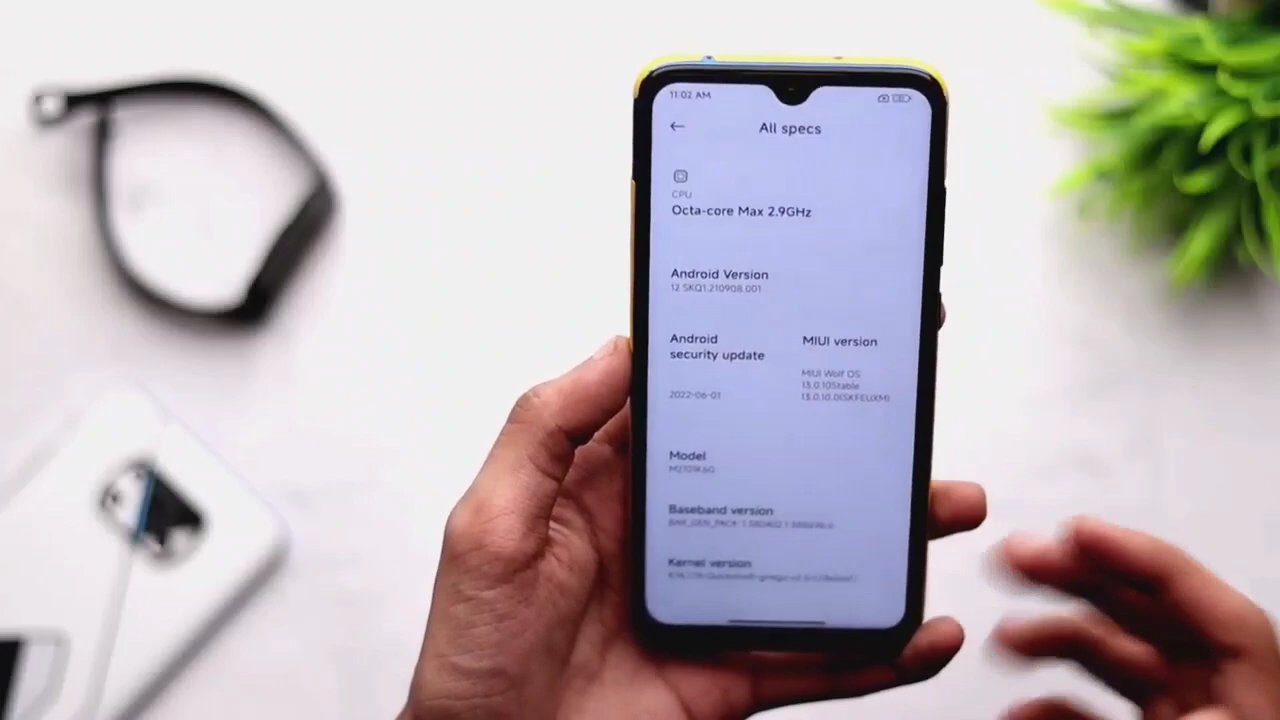 11:02 AM
All specs
CPU
Octa-core Max 2.9GHz
Android Version
12 SKQ1.210908.001
Android
security update
2022-06-01
MIUI version
MIUI Wolf OS
13.0.10Stable
13.0.10.0(SKFEUXM)
Model
M2101K6G
Baseband version
Kernel version